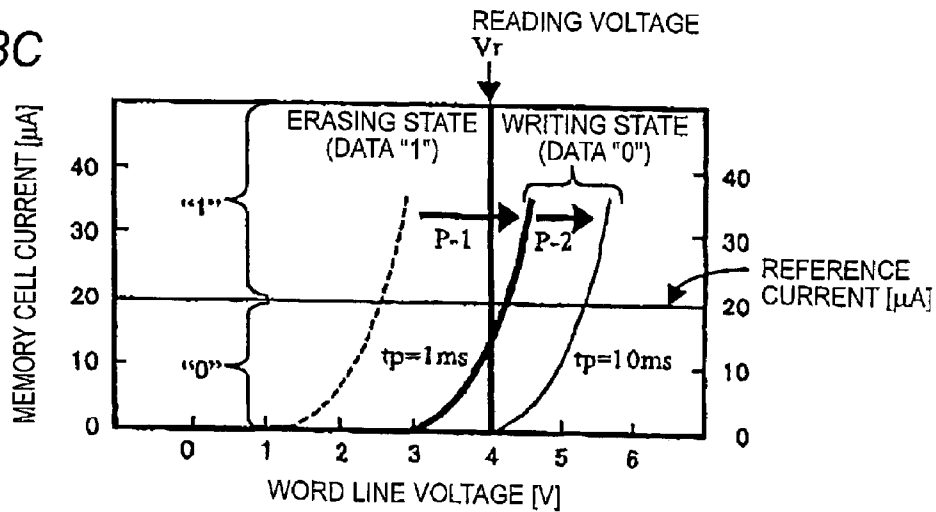 3C
READING VOLTAGE
Vr
ERASING STATE
(DATA "1")
WRITING STATE
(DATA "0")
MEMORY CELL CURRENT [μA]
40
30
20
10
0
"1"
"0"
P-1
P-2
tp=1ms
tp=10ms
40
30
20
10
0
REFERENCE
CURRENT [μA]
0 1 2 3 4 5 6
WORD LINE VOLTAGE [V]